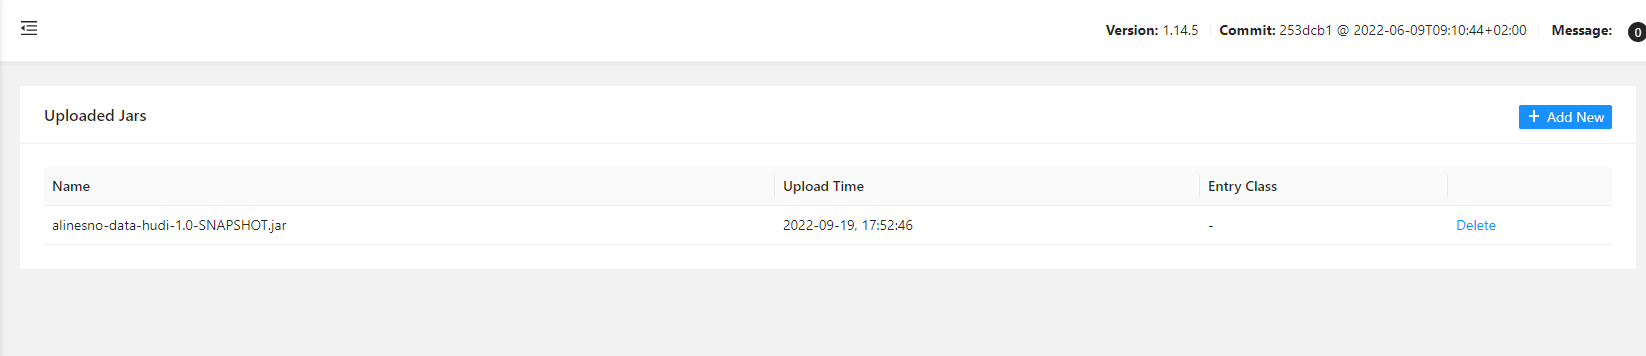 Version: 1.14.5 Commit: 253dcb1 @ 2022-06-09T09:10:44+02:00 Message: 0
Uploaded Jars
+ Add New
Name Upload Time Entry Class
alinesno-data-hudi-1.0-SNAPSHOT.jar 2022-09-19, 17:52:46 - Delete